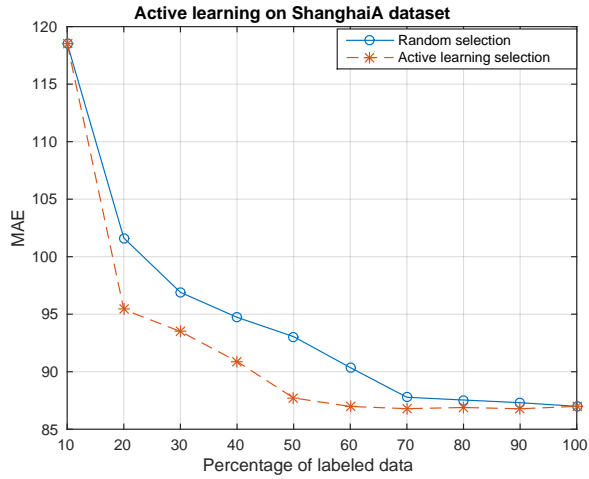 Active learning on ShanghaiA dataset
Random selection
Active learning selection
120
115
110
105
100
95
90
85
MAE
10 20 30 40 50 60 70 80 90 100
Percentage of labeled data